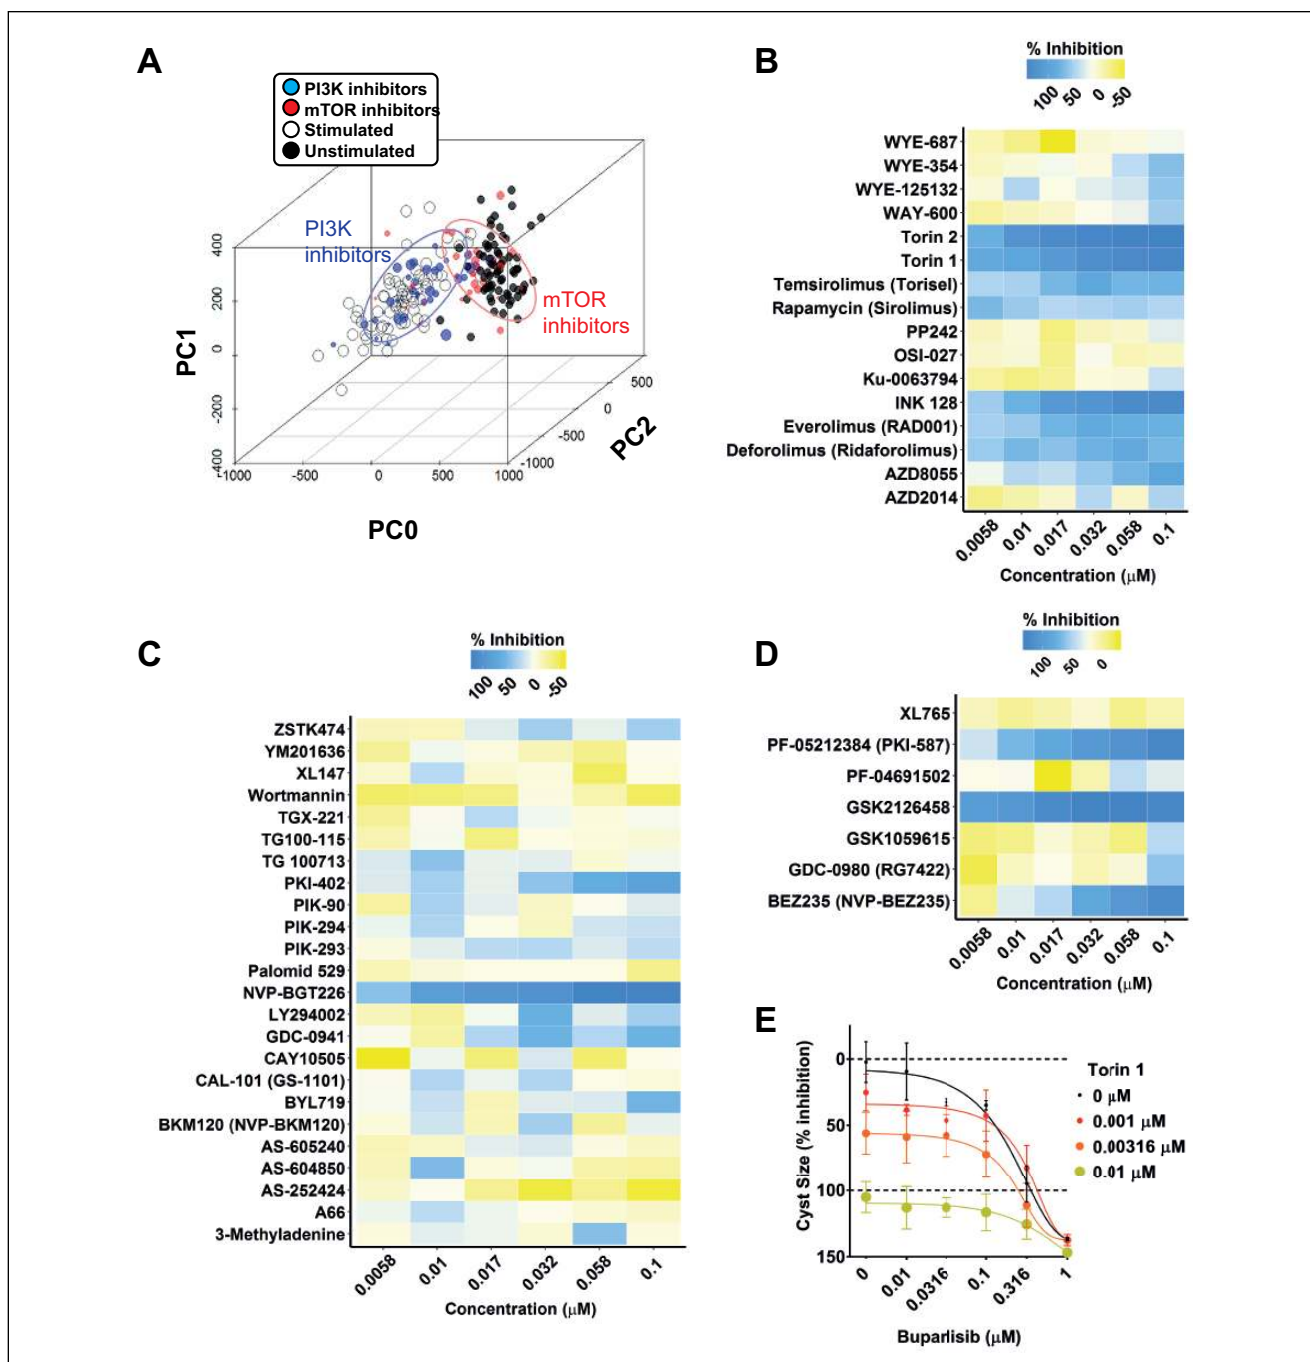 A
PI3K inhibitors
mTOR inhibitors
Stimulated
Unstimulated
PI3K
inhibitors
mTOR
inhibitors
PC1
400
200
0
-200
-400
-1000
-500
0
500
1000
PC0
-1000
-500
0
500
PC2
B
% Inhibition
100
50
0
-50
WYE-687
WYE-354
WYE-125132
WAY-600
Torin 2
Torin 1
Temsirolimus (Torisel)
Rapamycin (Sirolimus)
PP242
OSI-027
Ku-0063794
INK 128
Everolimus (RAD001)
Deforolimus (Ridaforolimus)
AZD8055
AZD2014
0.0058
0.01
0.017
0.032
0.058
0.1
Concentration (μM)
C
% Inhibition
100
50
0
-50
ZSTK474
YM201636
XL147
Wortmannin
TGX-221
TG100-115
TG 100713
PKI-402
PIK-90
PIK-294
PIK-293
Palomid 529
NVP-BGT226
LY294002
GDC-0941
CAY10505
CAL-101 (GS-1101)
BYL719
BKM120 (NVP-BKM120)
AS-605240
AS-604850
AS-252424
A66
3-Methyladenine
0.0058
0.01
0.017
0.032
0.058
0.1
Concentration (μM)
D
% Inhibition
100
50
0
XL765
PF-05212384 (PKI-587)
PF-04691502
GSK2126458
GSK1059615
GDC-0980 (RG7422)
BEZ235 (NVP-BEZ235)
0.0058
0.01
0.017
0.032
0.058
0.1
Concentration (μM)
E
Cyst Size (% inhibition)
0
50
100
150
0
0.01
0.0316
0.1
0.316
1
Buparlisib (μM)
Torin 1
0 μM
0.001 μM
0.00316 μM
0.01 μM